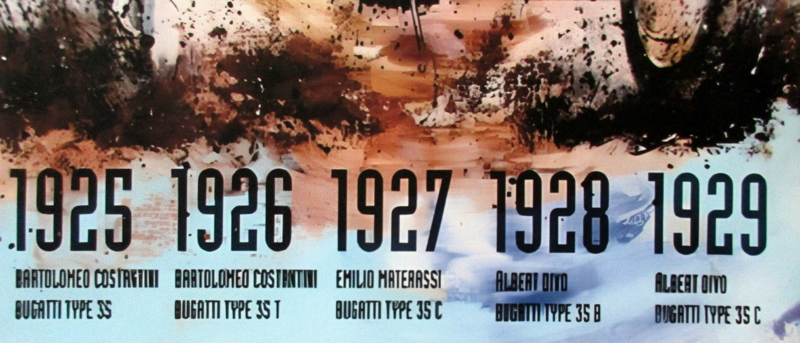 1925 1926 1927 1928 1929
BARTOLOMEO COSTANTINI BARTOLOMEO COSTANTINI EMILIO MATERASSI ALBERT DIVO ALBERT DIVO
BUGATTI TYPE 35 BUGATTI TYPE 35 T BUGATTI TYPE 35 C BUGATTI TYPE 35 B BUGATTI TYPE 35 C